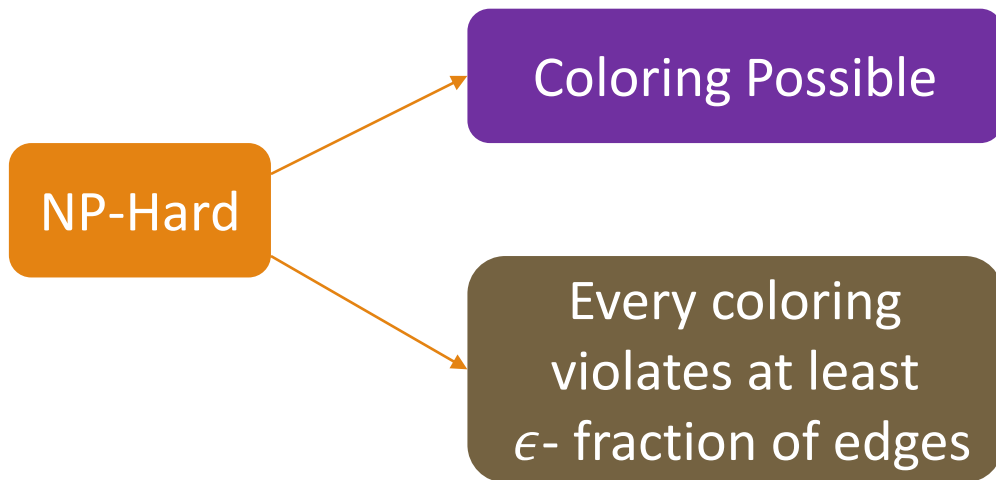 Coloring Possible
NP-Hard
Every coloring
violates at least
ϵ- fraction of edges